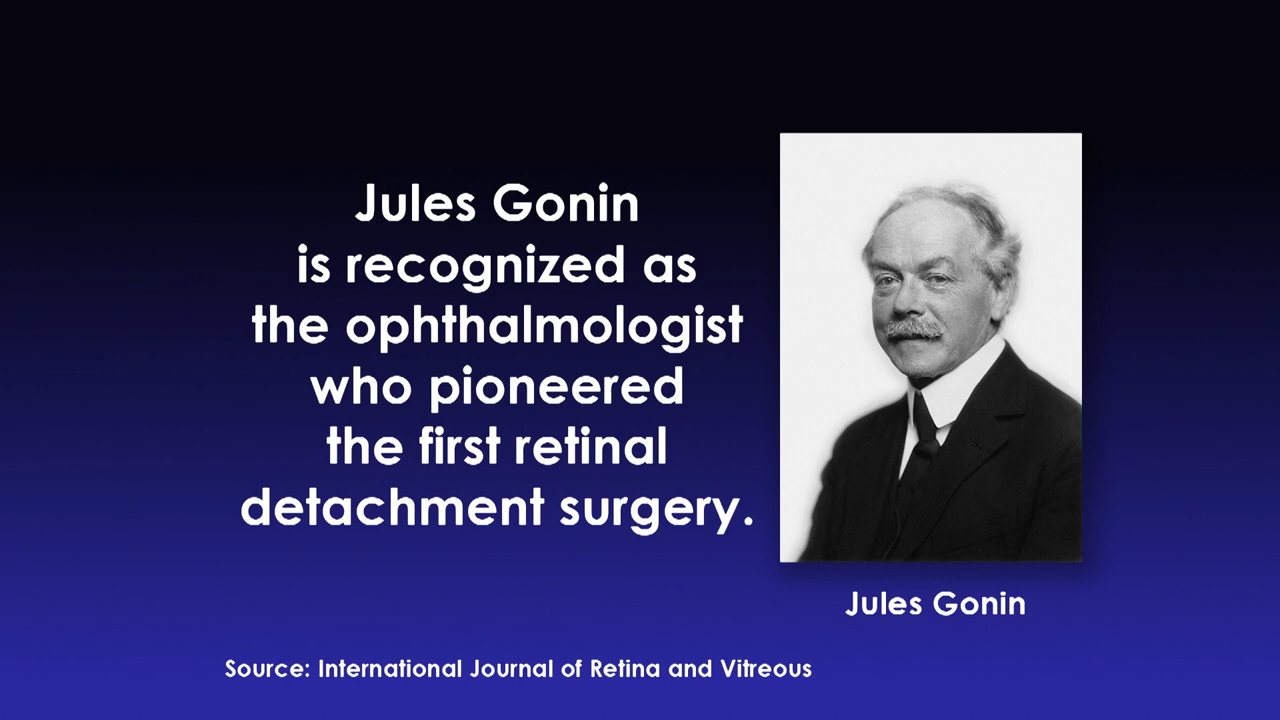 Jules Gonin
is recognized as
the ophthalmologist
who pioneered
the first retinal
detachment surgery.
Jules Gonin
Source: International Journal of Retina and Vitreous